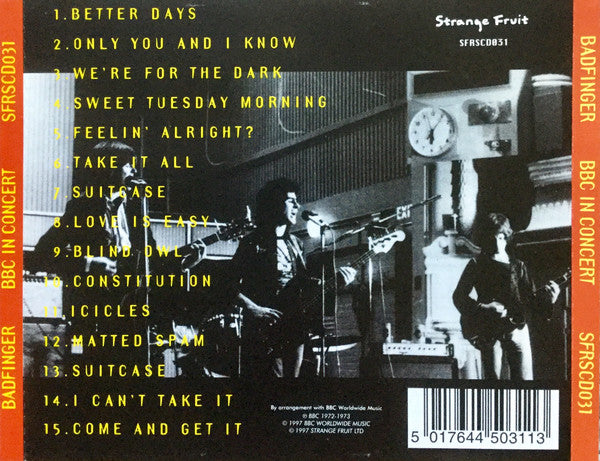 1.BETTER DAYS
2.ONLY YOU AND I KNOW
3.WE'RE FOR THE DARK
4.SWEET TUESDAY MORNING
5.FEELIN' ALRIGHT?
6.TAKE IT ALL
7.SUITCASE
8.LOVE IS EASY
9.BLIND OWL
10.CONSTITUTION
11.ICICLES
12.MATTED SPAM
13.SUITCASE
14.I CAN'T TAKE IT
15.COME AND GET IT
Strange Fruit
SFRSCD031
EXIT
By arrangement with BBC Worldwide Music
℗ BBC 1972-1973
© 1997 BBC WORLDWIDE MUSIC
© 1997 STRANGE FRUIT LTD
5 017644 503113
BADFINGER BBC IN CONCERT SFRSCD031
BADFINGER BBC IN CONCERT SFRSCD031